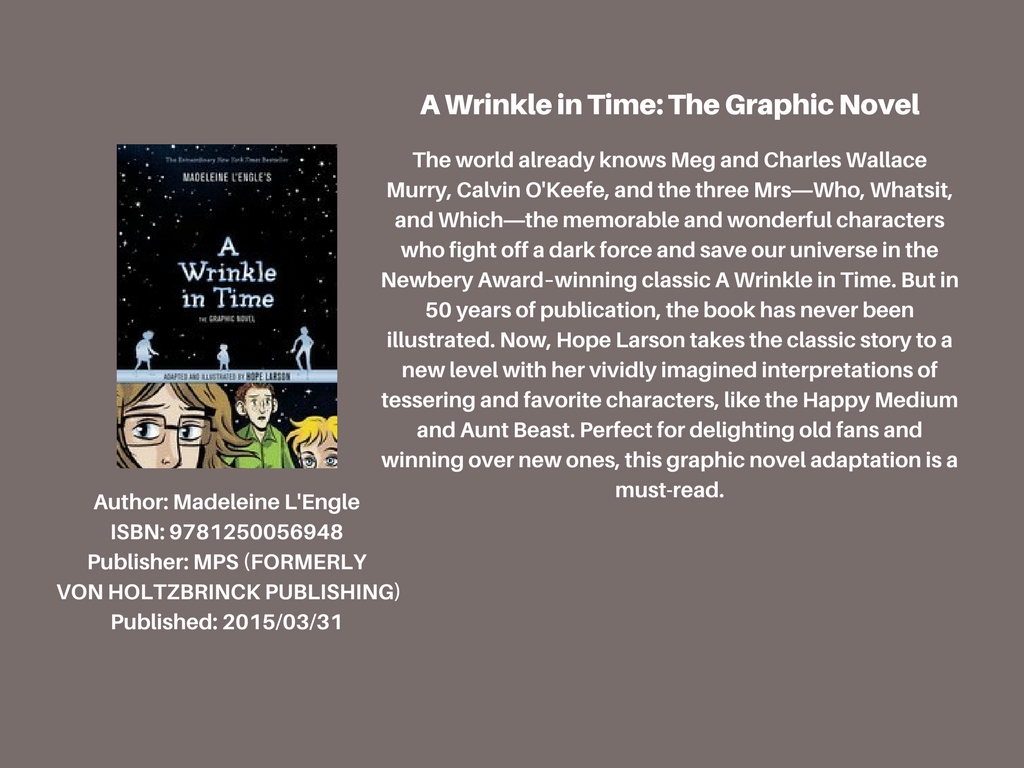 A Wrinkle in Time: The Graphic Novel
The world already knows Meg and Charles Wallace
Murry, Calvin O'Keefe, and the three Mrs—Who, Whatsit,
and Which—the memorable and wonderful characters
who fight off a dark force and save our universe in the
Newbery Award–winning classic A Wrinkle in Time. But in
50 years of publication, the book has never been
illustrated. Now, Hope Larson takes the classic story to a
new level with her vividly imagined interpretations of
tessering and favorite characters, like the Happy Medium
and Aunt Beast. Perfect for delighting old fans and
winning over new ones, this graphic novel adaptation is a
must-read.
The Extraordinary New York Times Bestseller
MADELEINE L'ENGLE'S
A
Wrinkle
in Time
THE GRAPHIC NOVEL
ADAPTED AND ILLUSTRATED BY HOPE LARSON
Author: Madeleine L'Engle
ISBN: 9781250056948
Publisher: MPS (FORMERLY
VON HOLTZBRINCK PUBLISHING)
Published: 2015/03/31